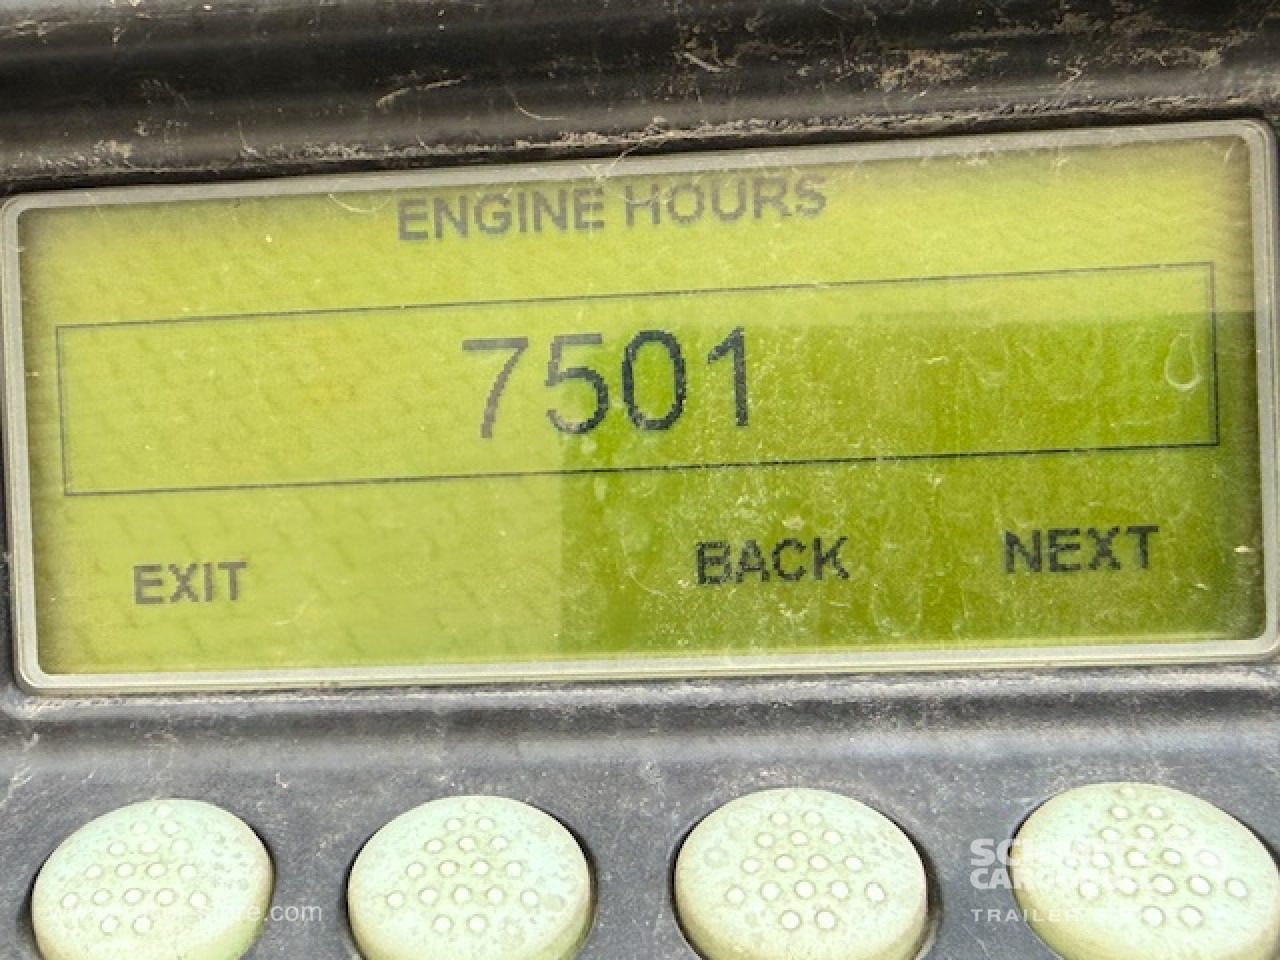 ENGINE HOURS
7501
EXIT BACK NEXT